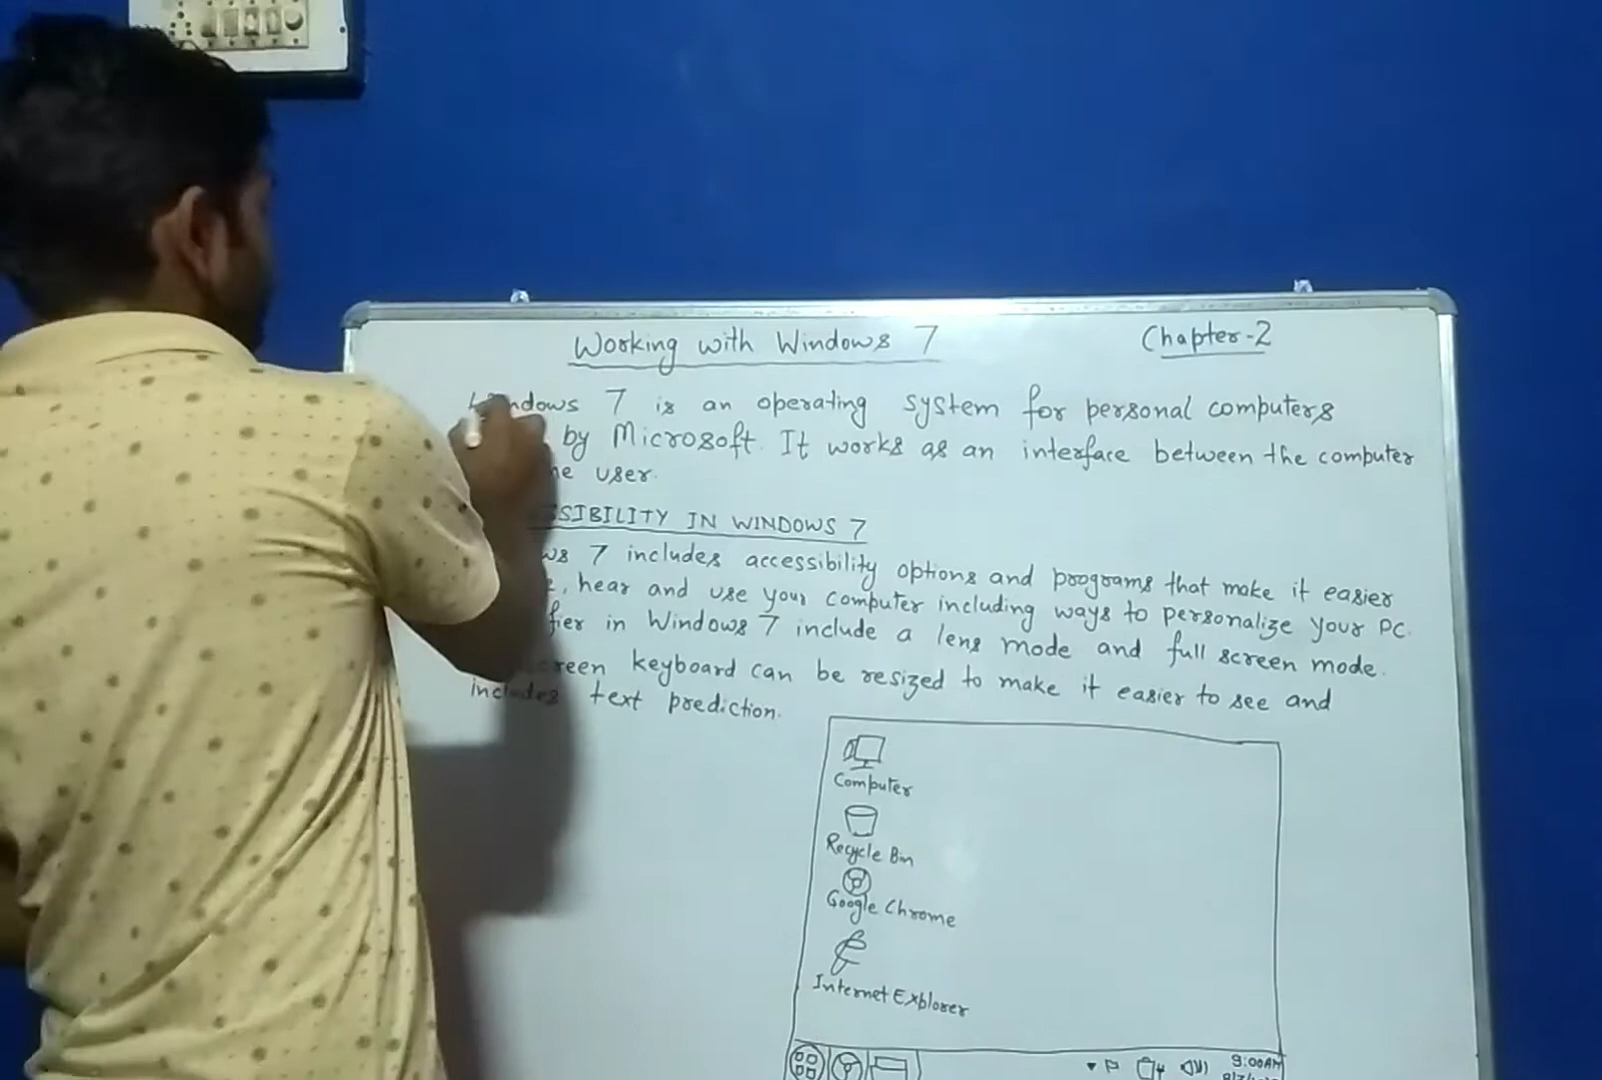 Working with Windows 7
Chapter-2
Windows 7 is an operating system for personal computers
by Microsoft. It works as an interface between the computer
user.
IN WINDOWS 7
7 includes accessibility options and programs that make it easier
hear and use your computer including ways to personalize your PC.
in Windows 7 include a lens mode and full screen mode.
keyboard can be resized to make it easier to see and
includes text prediction.
Computer
Recycle Bin
Google Chrome
Internet Explorer
9:00AM